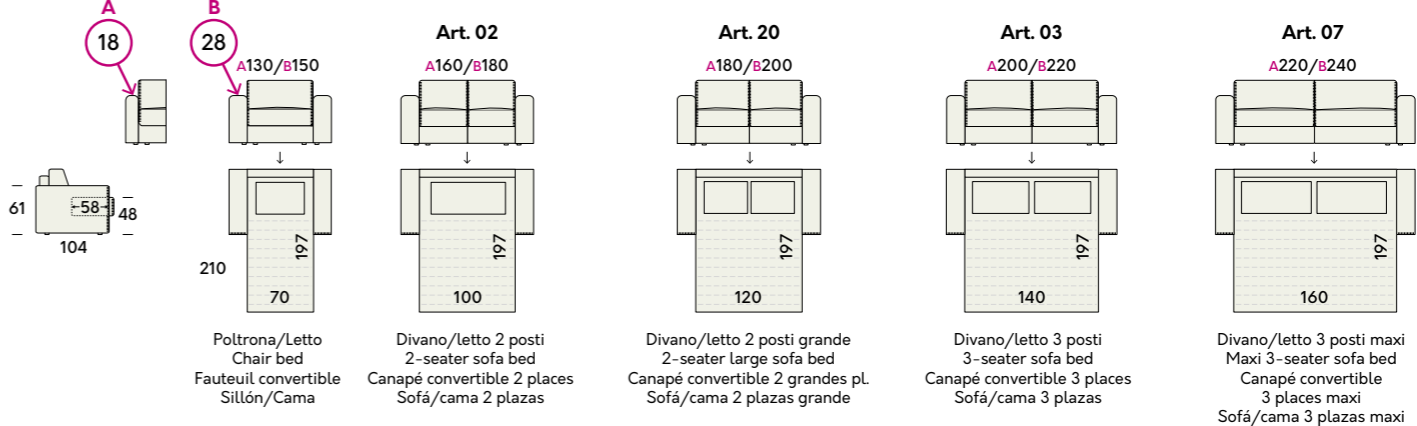 A
18
B
28
A130/B150
61
58
48
104
210
197
70
Poltrona/Letto
Chair bed
Fauteuil convertible
Sillón/Cama
Art. 02
A160/B180
197
100
Divano/letto 2 posti
2-seater sofa bed
Canapé convertible 2 places
Sofá/cama 2 plazas
Art. 20
A180/B200
197
120
Divano/letto 2 posti grande
2-seater large sofa bed
Canapé convertible 2 grandes pl.
Sofá/cama 2 plazas grande
Art. 03
A200/B220
197
140
Divano/letto 3 posti
3-seater sofa bed
Canapé convertible 3 places
Sofá/cama 3 plazas
Art. 07
A220/B240
197
160
Divano/letto 3 posti maxi
Maxi 3-seater sofa bed
Canapé convertible
3 places maxi
Sofá/cama 3 plazas maxi